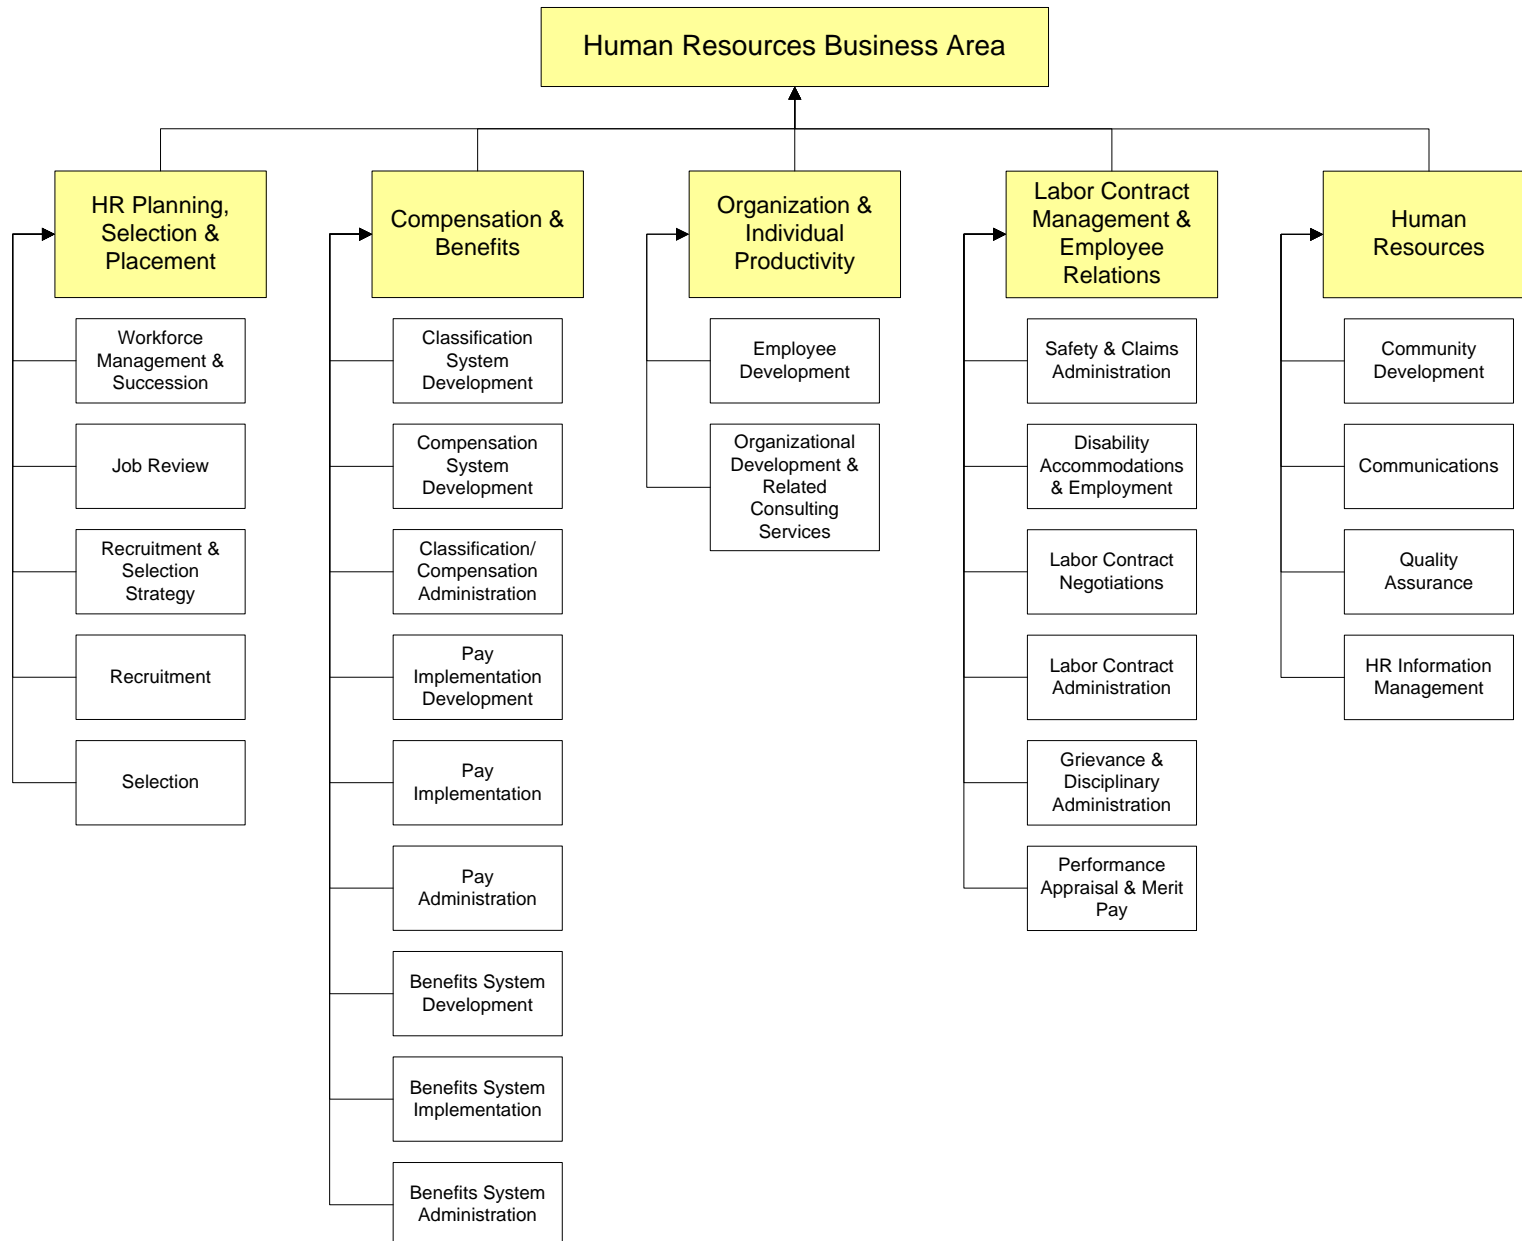 Human Resources Business Area
HR Planning,
Selection &
Placement
Workforce
Management &
Succession
Job Review
Recruitment &
Selection
Strategy
Recruitment
Selection
Compensation &
Benefits
Classification
System
Development
Compensation
System
Development
Classification/
Compensation
Administration
Pay
Implementation
Development
Pay
Implementation
Pay
Administration
Benefits System
Development
Benefits System
Implementation
Benefits System
Administration
Organization &
Individual
Productivity
Employee
Development
Organizational
Development &
Related
Consulting
Services
Labor Contract
Management &
Employee
Relations
Safety & Claims
Administration
Disability
Accommodations
& Employment
Labor Contract
Negotiations
Labor Contract
Administration
Grievance &
Disciplinary
Administration
Performance
Appraisal & Merit
Pay
Human
Resources
Community
Development
Communications
Quality
Assurance
HR Information
Management